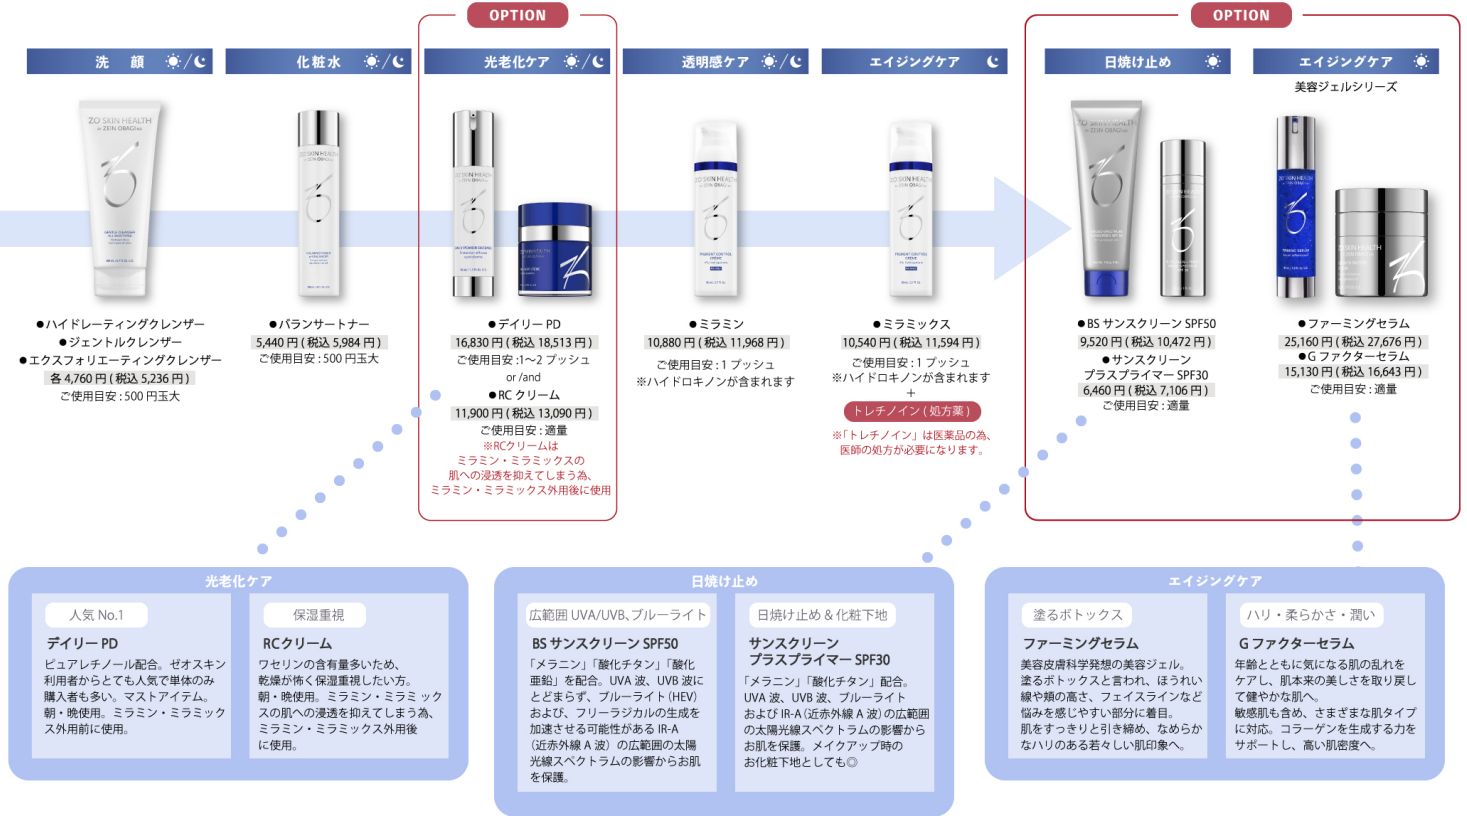 OPTION
OPTION
洗 顔 /
化粧水 /
光老化ケア /
透明感ケア /
エイジングケア
日焼け止め
エイジングケア
美容ジェルシリーズ
ZO SKIN HEALTH
BY ZEIN OBAGI
●ハイドレーティングクレンザー
●ジェントルクレンザー
●エクスフォリエーティングクレンザー
各 4,760 円 ( 税込 5,236 円 )
ご使用目安 : 500 円玉大
●バランサートナー
5,440 円 ( 税込 5,984 円 )
ご使用目安 : 500 円玉大
●デイリー PD
16,830 円 ( 税込 18,513 円 )
ご使用目安 :1〜2 プッシュ
or /and
●RC クリーム
11,900 円 ( 税込 13,090 円 )
ご使用目安 : 適量
※RCクリームは
ミラミン・ミラミックスの
肌への浸透を抑えてしまう為、
ミラミン・ミラミックス外用後に使用
●ミラミン
10,880 円 ( 税込 11,968 円 )
ご使用目安 : 1 プッシュ
※ハイドロキノンが含まれます
●ミラミックス
10,540 円 ( 税込 11,594 円 )
ご使用目安 : 1 プッシュ
※ハイドロキノンが含まれます
+
トレチノイン ( 処方薬 )
※「トレチノイン」は医薬品の為、
医師の処方が必要になります。
●BS サンスクリーン SPF50
9,520 円 ( 税込 10,472 円 )
●サンスクリーン
プラスプライマー SPF30
6,460 円 ( 税込 7,106 円 )
ご使用目安 : 適量
●ファーミングセラム
25,160 円 ( 税込 27,676 円 )
●G ファクターセラム
15,130 円 ( 税込 16,643 円 )
ご使用目安 : 適量
光老化ケア
人気 No.1
デイリー PD
ピュアレチノール配合。ゼオスキン
利用者からとても人気で単体のみ
購入者も多い。マストアイテム。
朝・晩使用。ミラミン・ミラミック
ス外用前に使用。
保湿重視
RCクリーム
ワセリンの含有量多いため、
乾燥が怖く保湿重視したい方。
朝・晩使用。ミラミン・ミラミック
スの肌への浸透を抑えてしまう為、
ミラミン・ミラミックス外用後
に使用。
日焼け止め
広範囲 UVA/UVB、ブルーライト
BS サンスクリーン SPF50
「メラニン」「酸化チタン」「酸化
亜鉛」を配合。UVA 波、UVB 波に
とどまらず、ブルーライト（HEV）
および、フリーラジカルの生成を
加速させる可能性がある IR-A
（近赤外線 A 波）の広範囲の太陽
光線スペクトラムの影響からお肌
を保護。
日焼け止め & 化粧下地
サンスクリーン
プラスプライマー SPF30
「メラニン」「酸化チタン」配合。
UVA 波、UVB 波、ブルーライト
および IR-A（近赤外線 A 波）の広範囲
の太陽光線スペクトラムの影響から
お肌を保護。メイクアップ時の
お化粧下地としても◎
エイジングケア
塗るボトックス
ファーミングセラム
美容皮膚科学発想の美容ジェル。
塗るボトックスと言われ、ほうれい
線や頬の高さ、フェイスラインなど
悩みを感じやすい部分に着目。
肌をすっきりと引き締め、なめらか
なハリのある若々しい肌印象へ。
ハリ・柔らかさ・潤い
G ファクターセラム
年齢とともに気になる肌の乱れを
ケアし、肌本来の美しさを取り戻し
て健やかな肌へ。
敏感肌も含め、さまざまな肌タイプ
に対応。コラーゲンを生成する力を
サポートし、高い肌密度へ。